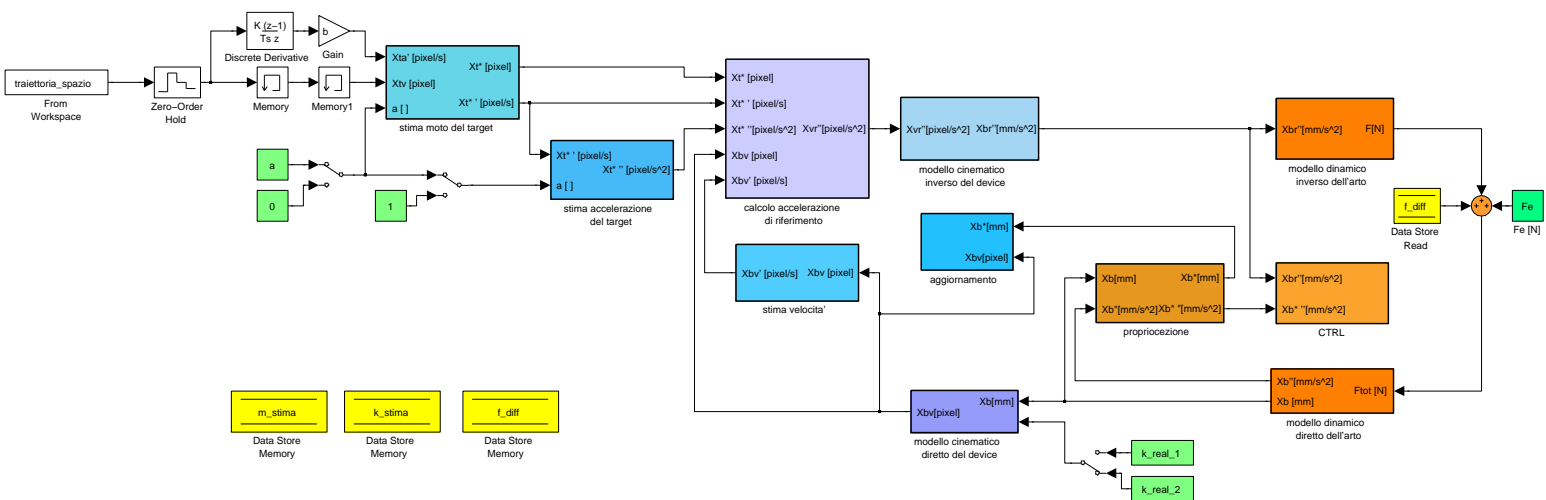 K (z−1)
Ts z
Discrete Derivative
b
Gain
traiettoria_spazio
From
Workspace
Zero−Order
Hold
Memory
Memory1
Xta' [pixel/s]
Xtv [pixel]
a [ ]
Xt* [pixel]
Xt* ' [pixel/s]
stima moto del target
a
0
1
Xt* ' [pixel/s]
a [ ]
Xt* '' [pixel/s^2]
stima accelerazione
del target
Xt* [pixel]
Xt* ' [pixel/s]
Xt* ''[pixel/s^2]
Xbv [pixel]
Xbv' [pixel/s]
Xvr''[pixel/s^2]
calcolo accelerazione
di riferimento
Xvr''[pixel/s^2]
Xbr''[mm/s^2]
modello cinematico
inverso del device
Xbr''[mm/s^2]
F[N]
modello dinamico
inverso dell'arto
f_diff
Data Store
Read
+
+
+
Fe
Fe [N]
Xbv' [pixel/s]
Xbv [pixel]
stima velocita'
Xb*[mm]
Xbv[pixel]
aggiornamento
Xb[mm]
Xb''[mm/s^2]
Xb*[mm]
Xb* ''[mm/s^2]
propriocezione
Xbr''[mm/s^2]
Xb* ''[mm/s^2]
CTRL
Xb''[mm/s^2]
Xb [mm]
Ftot [N]
modello dinamico
diretto dell'arto
Xbv[pixel]
Xb[mm]
modello cinematico
diretto del device
k_real_1
k_real_2
m_stima
Data Store
Memory
k_stima
Data Store
Memory
f_diff
Data Store
Memory